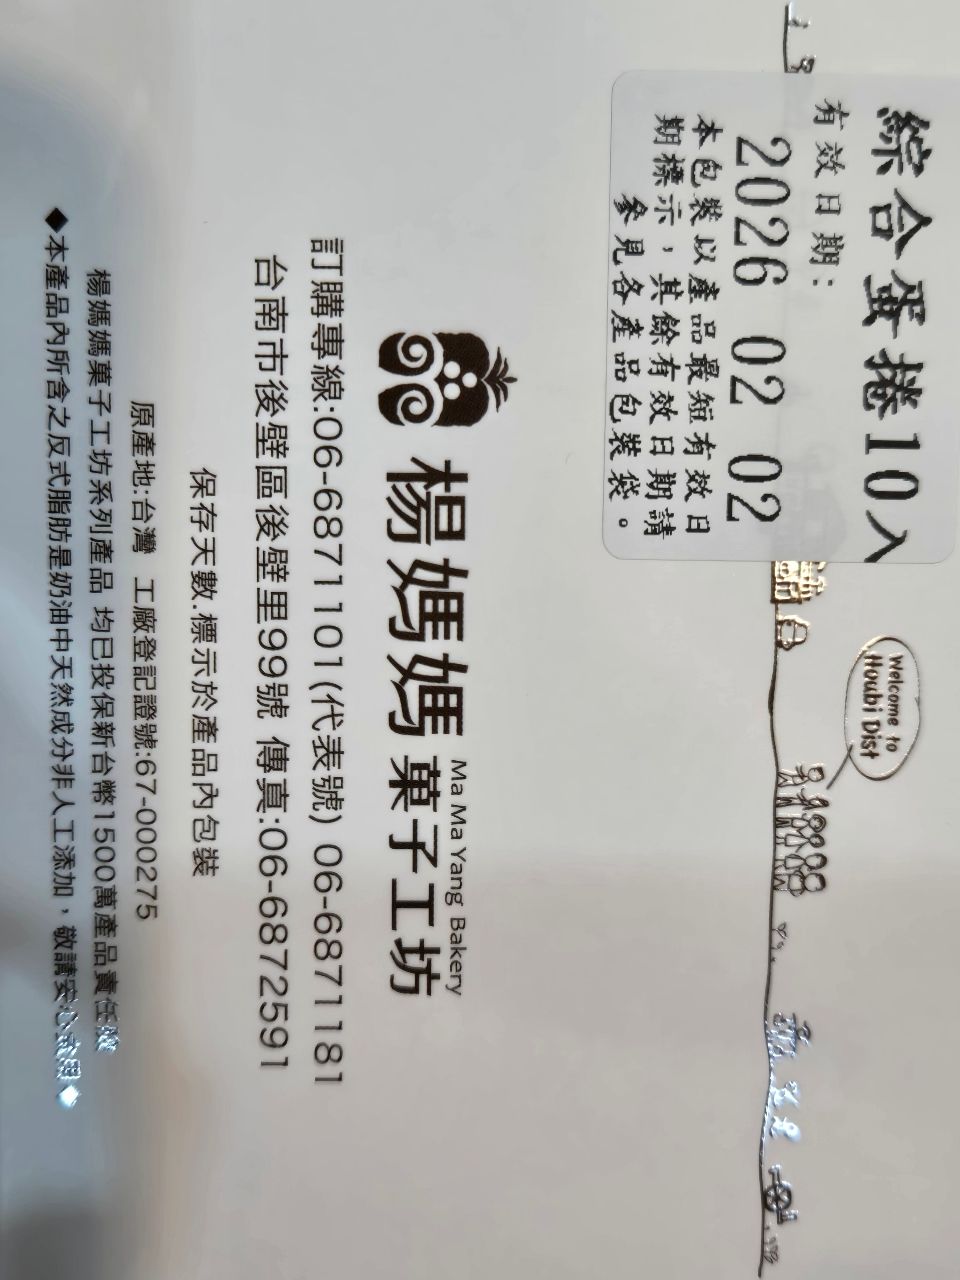 綜合蛋捲10入
有效日期:
2026 02 02
本包裝以產品最短有效日
期標示，其餘有效日期請
參見各產品包裝袋。
Welcome to
Houbi Dist
楊媽媽菓子工坊
Ma Ma Yang Bakery
訂購專線:06-6871101(代表號) 06-6871181
台南市後壁區後壁里99號 傳真:06-6872591
保存天數.標示於產品內包裝
原產地:台灣 工廠登記證號:67-000275
楊媽媽菓子工坊系列產品 均已投保新台幣1500萬產品責任險
◆本產品內所含之反式脂肪是奶油中天然成分非人工添加，敬請安心食用◆